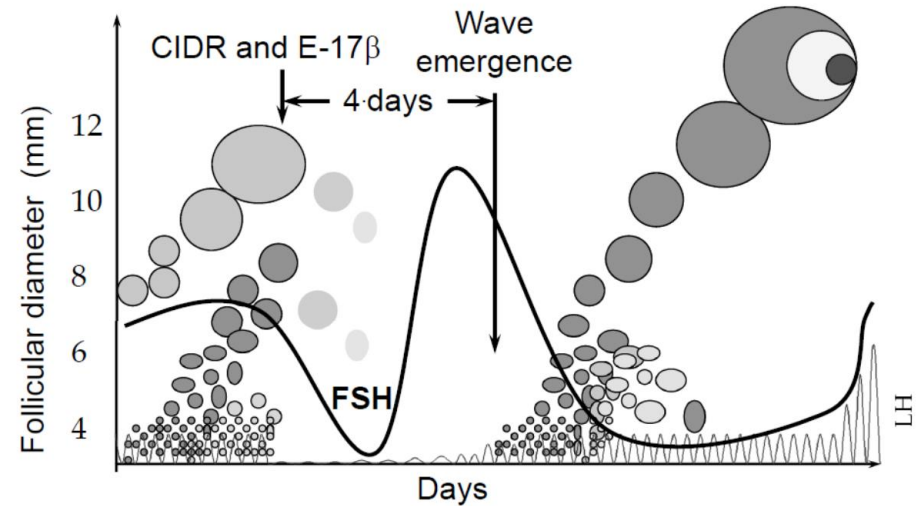 Wave
CIDR and E-17β
emergence
4·days
Follicular diameter (mm)
12
10
8
6
4
FSH
LH
Days